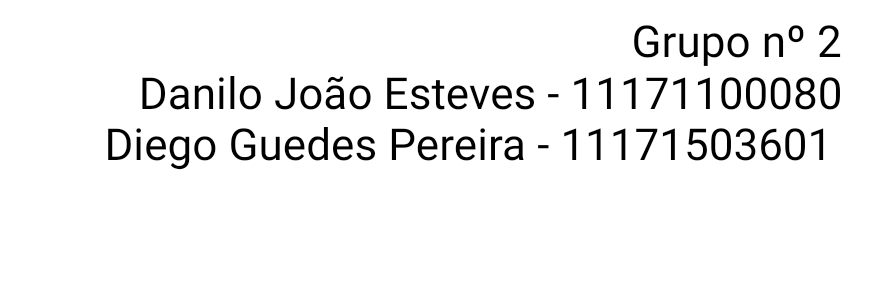 Grupo nº 2
Danilo João Esteves - 11171100080
Diego Guedes Pereira - 11171503601